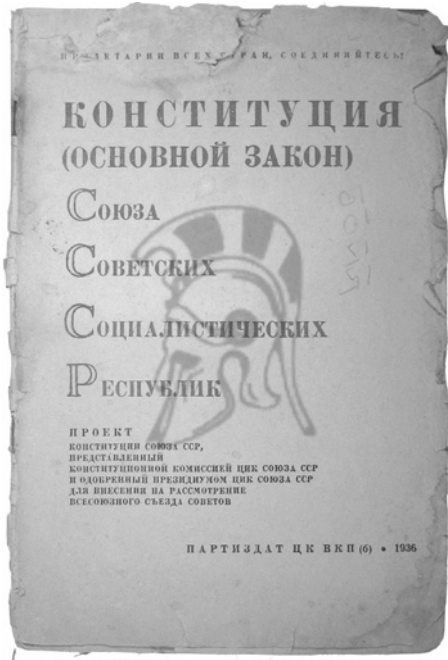 ПРОЛЕТАРИИ ВСЕХ СТРАН, СОЕДИНЯЙТЕСЬ!
КОНСТИТУЦИЯ
(ОСНОВНОЙ ЗАКОН)
СОЮЗА
СОВЕТСКИХ
СОЦИАЛИСТИЧЕСКИХ
РЕСПУБЛИК
ПРОЕКТ
КОНСТИТУЦИИ СОЮЗА ССР,
ПРЕДСТАВЛЕННЫЙ
КОНСТИТУЦИОННОЙ КОМИССИЕЙ ЦИК СОЮЗА ССР
И ОДОБРЕННЫЙ ПРЕЗИДИУМОМ ЦИК СОЮЗА ССР
ДЛЯ ВНЕСЕНИЯ НА РАССМОТРЕНИЕ
ВСЕСОЮЗНОГО СЪЕЗДА СОВЕТОВ
ПАРТИЗДАТ ЦК ВКП(б) • 1936